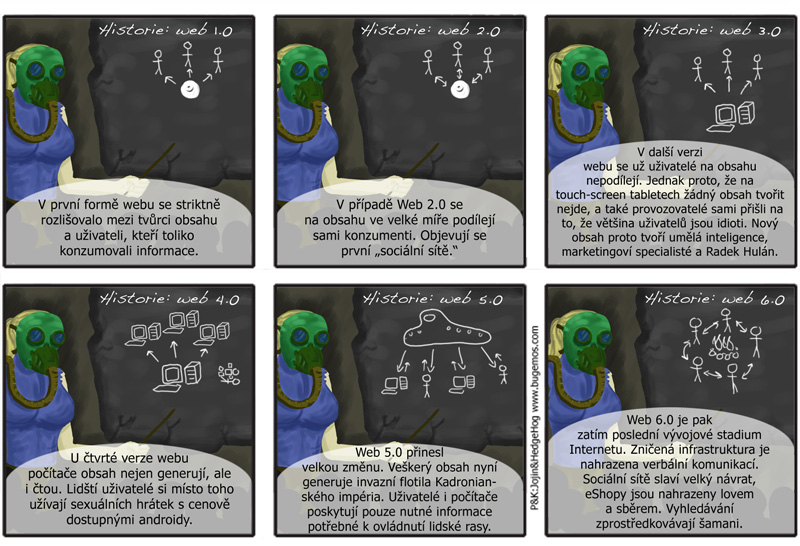 Historie: web 1.0
V první formě webu se striktně
rozlišovalo mezi tvůrci obsahu
a uživateli, kteří toliko
konzumovali informace.
Historie: web 2.0
V případě Web 2.0 se
na obsahu ve velké míře podílejí
sami konzumenti. Objevují se
první „sociální sítě.“
Historie: web 3.0
V další verzi
webu se už uživatelé na obsahu
nepodílejí. Jednak proto, že na
touch-screen tabletech žádný obsah tvořit
nejde, a také provozovatelé sami přišli na
to, že většina uživatelů jsou idioti. Nový
obsah proto tvoří umělá inteligence,
marketingoví specialisté a Radek Hulán.
Historie: web 4.0
U čtvrté verze webu
počítače obsah nejen generují, ale
i čtou. Lidští uživatelé si místo toho
užívají sexuálních hrátek s cenově
dostupnými androidy.
Historie: web 5.0
Web 5.0 přinesl
velkou změnu. Veškerý obsah nyní
generuje invazní flotila Kadronian-
ského impéria. Uživatelé i počítače
poskytují pouze nutné informace
potřebné k ovládnutí lidské rasy.
P&K:Jojin&HedgeHog www.bugemos.com
Historie: web 6.0
Web 6.0 je pak
zatím poslední vývojové stadium
Internetu. Zničená infrastruktura je
nahrazena verbální komunikací.
Sociální sítě slaví velký návrat,
eShopy jsou nahrazeny lovem
a sběrem. Vyhledávání
zprostředkovávají šamani.